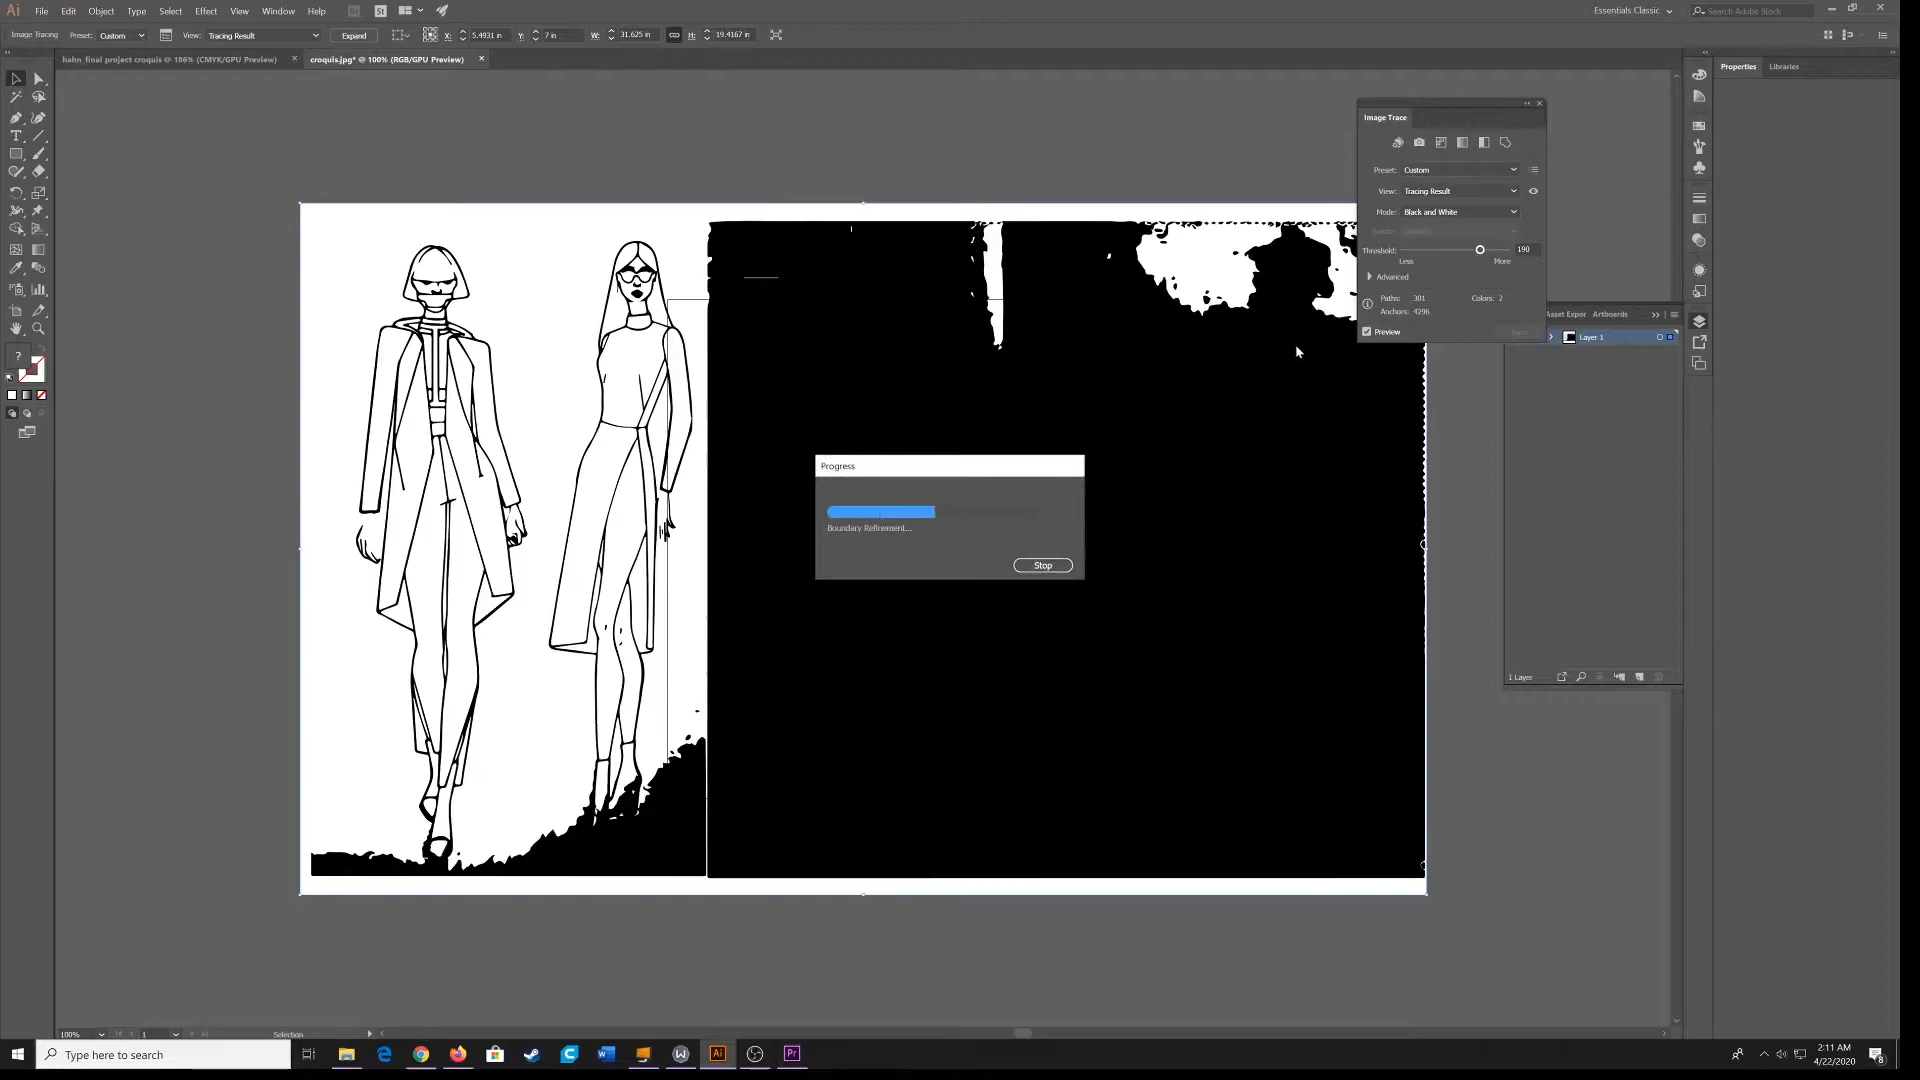 Ai File Edit Object Type Select Effect View Window Help Br St Essentials Classic Search Adobe Stock
Image Tracing Preset: Custom View: Tracing Result Expand X: 5.4931 in Y: 7 in W: 31.625 in H: 19.4167 in
hahn_final project croquis @ 186% (CMYK/GPU Preview) croquis.jpg* @ 100% (RGB/GPU Preview)
Properties Libraries
Image Trace
Preset: Custom
View: Tracing Result
Mode: Black and White
Threshold: 190
Less More
Advanced
Paths: 301 Colors: 2
Anchors: 4296
Preview
Asset Expor Artboards
Layer 1
Progress
Boundary Refinement...
Stop
1 Layer
100% 1 Selection
Type here to search
2:11 AM
4/22/2020
8